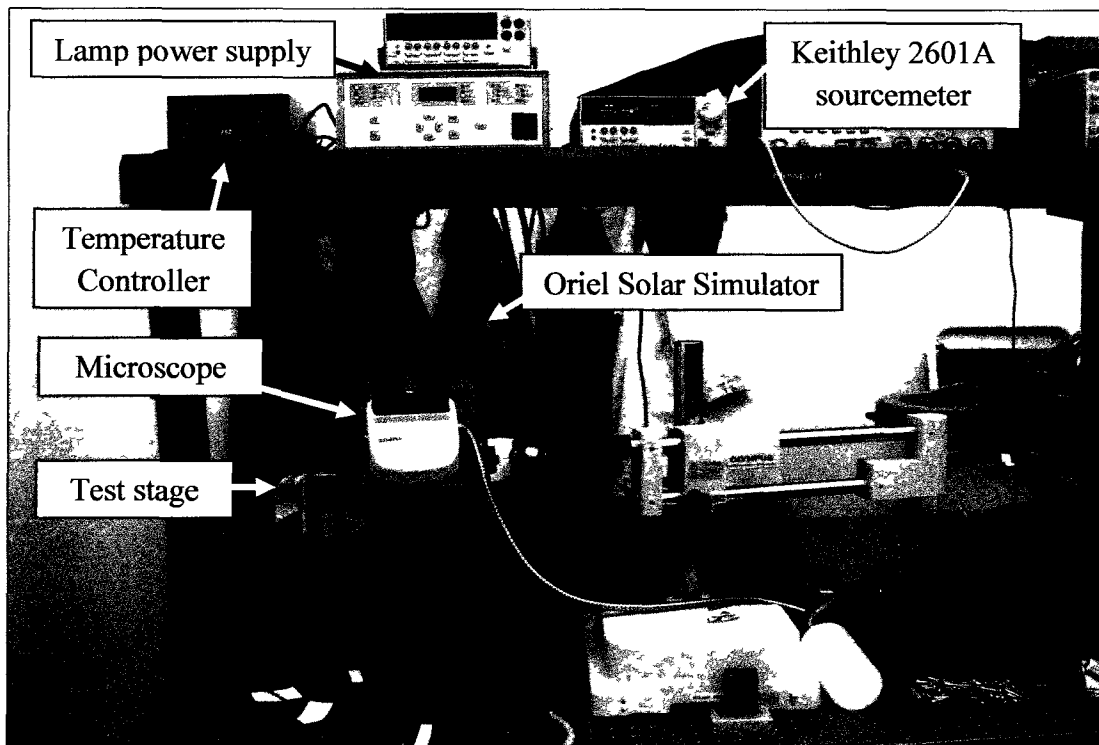 Lamp power supply
Keithley 2601A
sourcemeter
Temperature
Controller
Oriel Solar Simulator
Microscope
Test stage